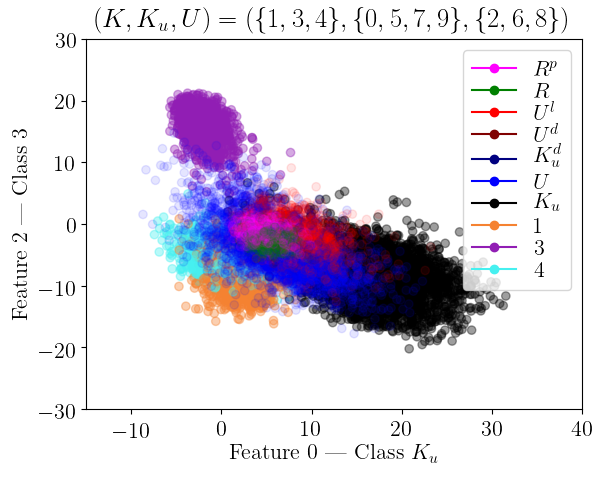 (K, K_u, U) = ({1, 3, 4}, {0, 5, 7, 9}, {2, 6, 8})
30
20
10
0
−10
−20
−30
Feature 2 — Class 3
R^p
R
U^l
U^d
K_u^d
U
K_u
1
3
4
−10
0
10
20
30
40
Feature 0 — Class K_u